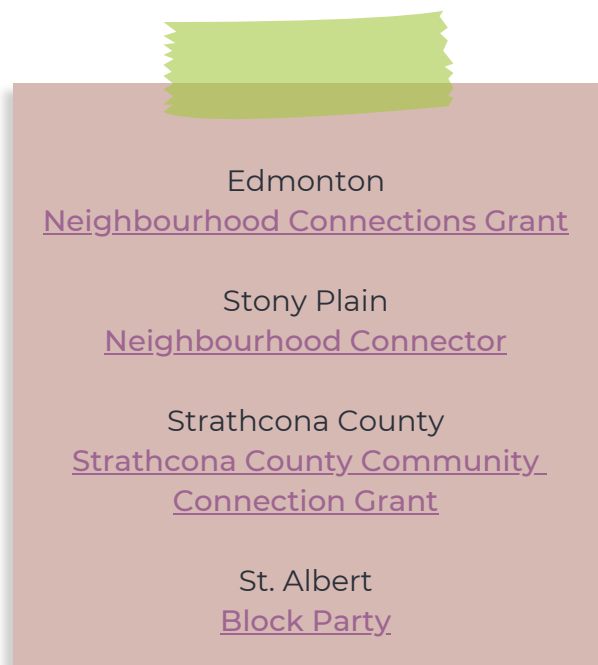 Edmonton
Neighbourhood Connections Grant
Stony Plain
Neighbourhood Connector
Strathcona County
Strathcona County Community
Connection Grant
St. Albert
Block Party